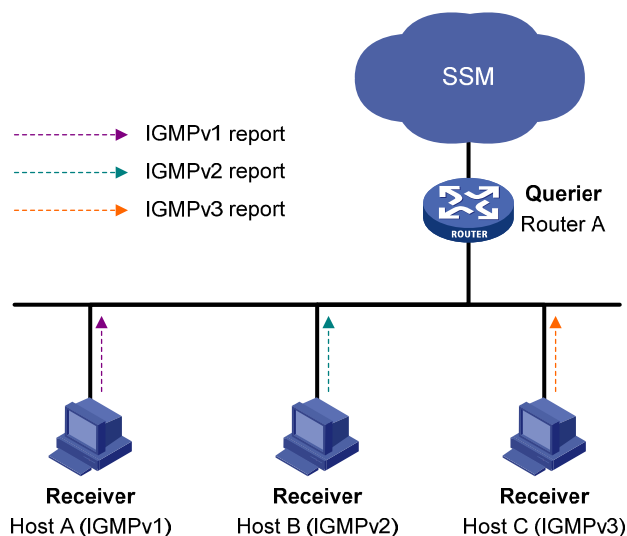 SSM
IGMPv1 report
IGMPv2 report
IGMPv3 report
Querier
Router A
ROUTER
Receiver
Host A (IGMPv1)
Receiver
Host B (IGMPv2)
Receiver
Host C (IGMPv3)